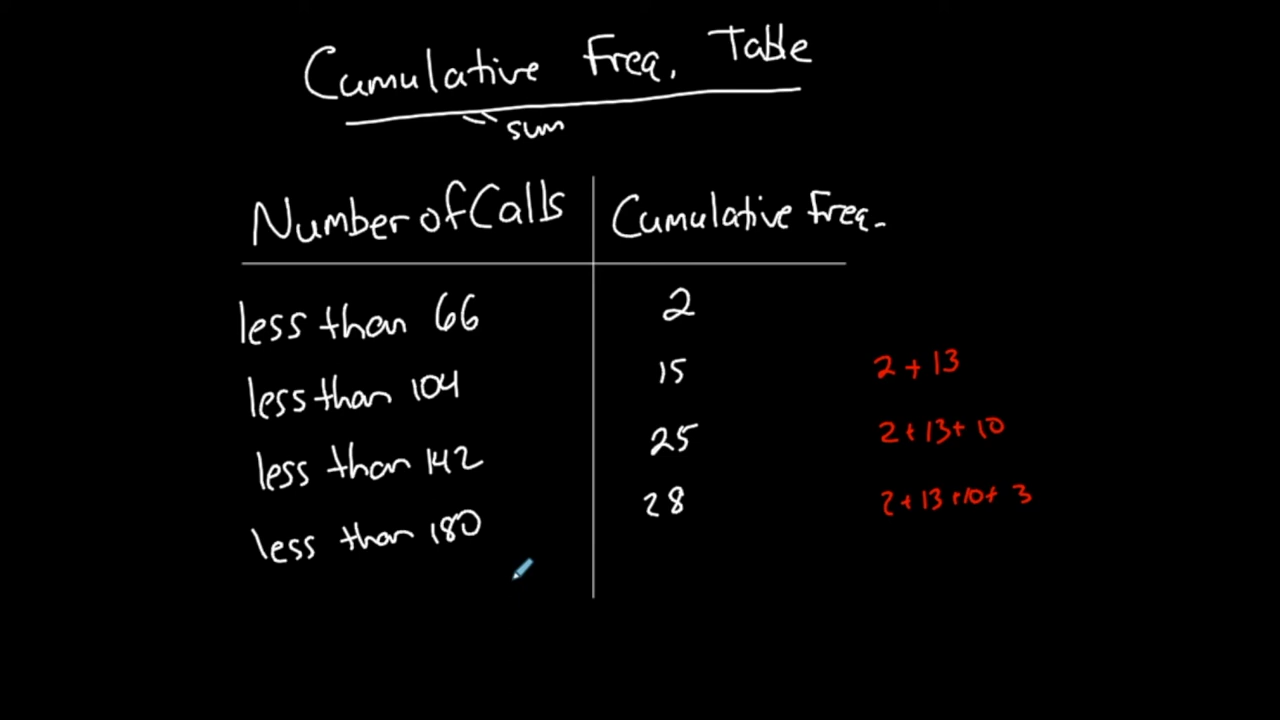 Cumulative Freq. Table
sum
Number of Calls Cumulative Freq.
less than 66 2
less than 104 15 2 + 13
less than 142 25 2 + 13 + 10
less than 180 28 2 + 13 + 10 + 3